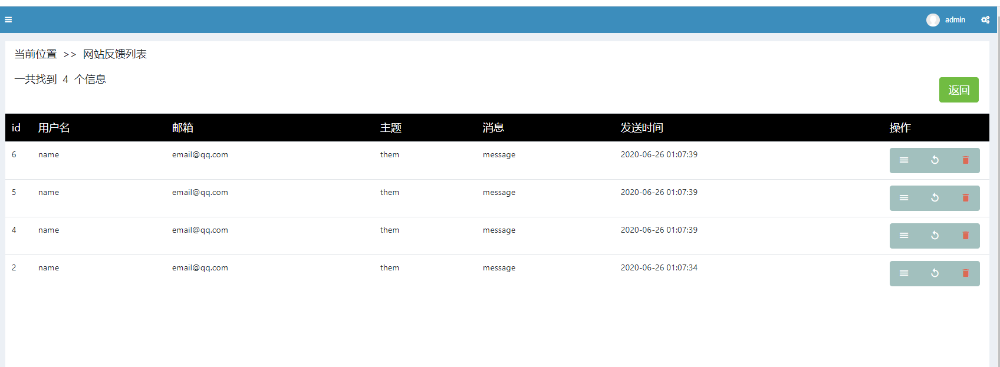 admin
当前位置 >> 网站反馈列表
一共找到 4 个信息
返回
id 用户名 邮箱 主题 消息 发送时间 操作
6 name email@qq.com them message 2020-06-26 01:07:39
5 name email@qq.com them message 2020-06-26 01:07:39
4 name email@qq.com them message 2020-06-26 01:07:39
2 name email@qq.com them message 2020-06-26 01:07:34